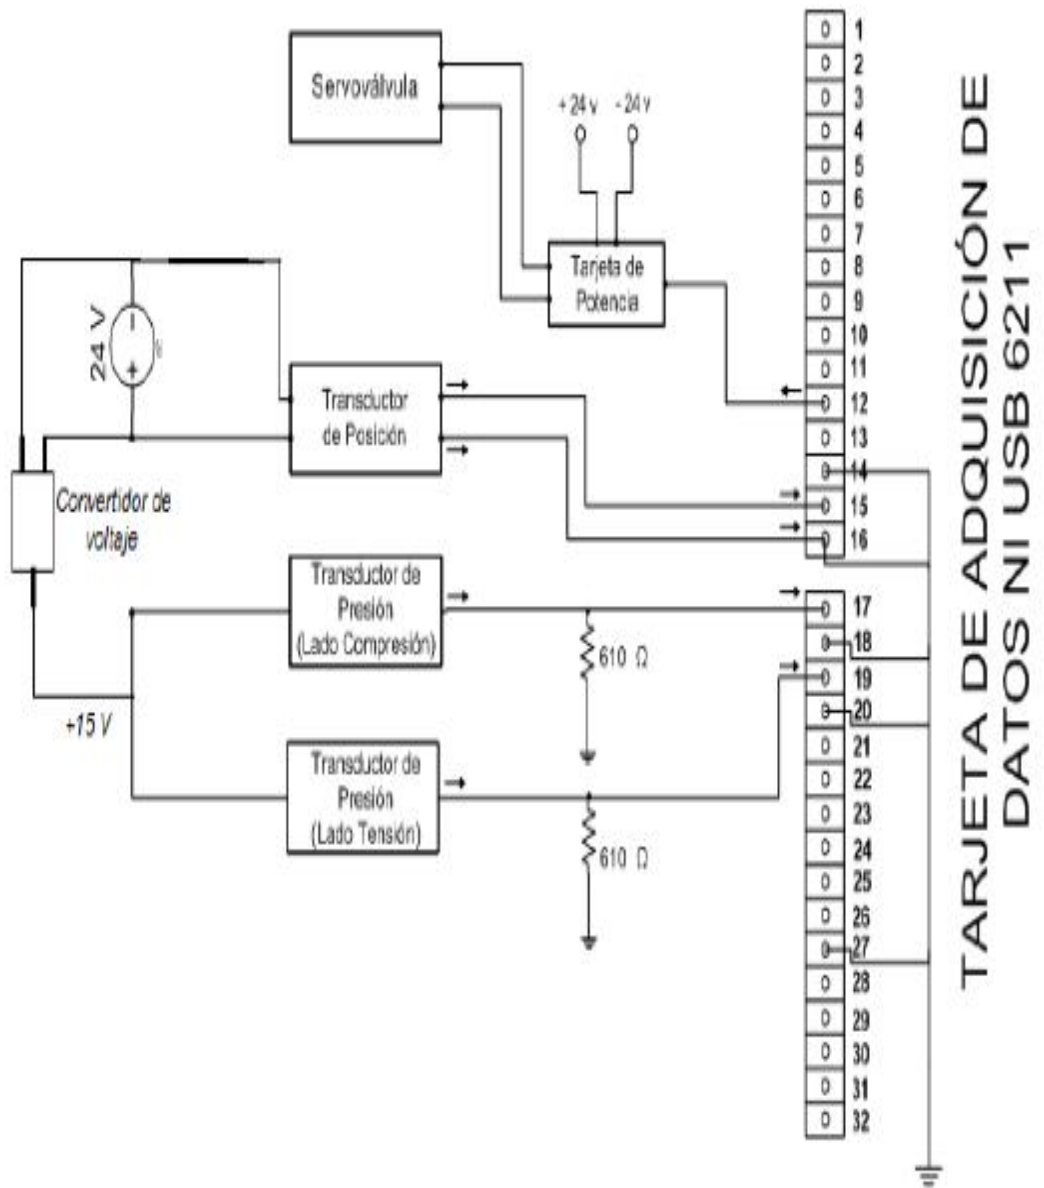 Servoválvula
+24 v
-24 v
Tarjeta de
Potencia
24 V
-
+
Transductor
de Posición
Convertidor de
voltaje
Transductor de
Presión
(Lado Compresión)
610 Ω
+15 V
Transductor de
Presión
(Lado Tensión)
610 Ω
1
2
3
4
5
6
7
8
9
10
11
12
13
14
15
16
17
18
19
20
21
22
23
24
25
26
27
28
29
30
31
32
TARJETA DE ADQUISICIÓN DE
DATOS NI USB 6211